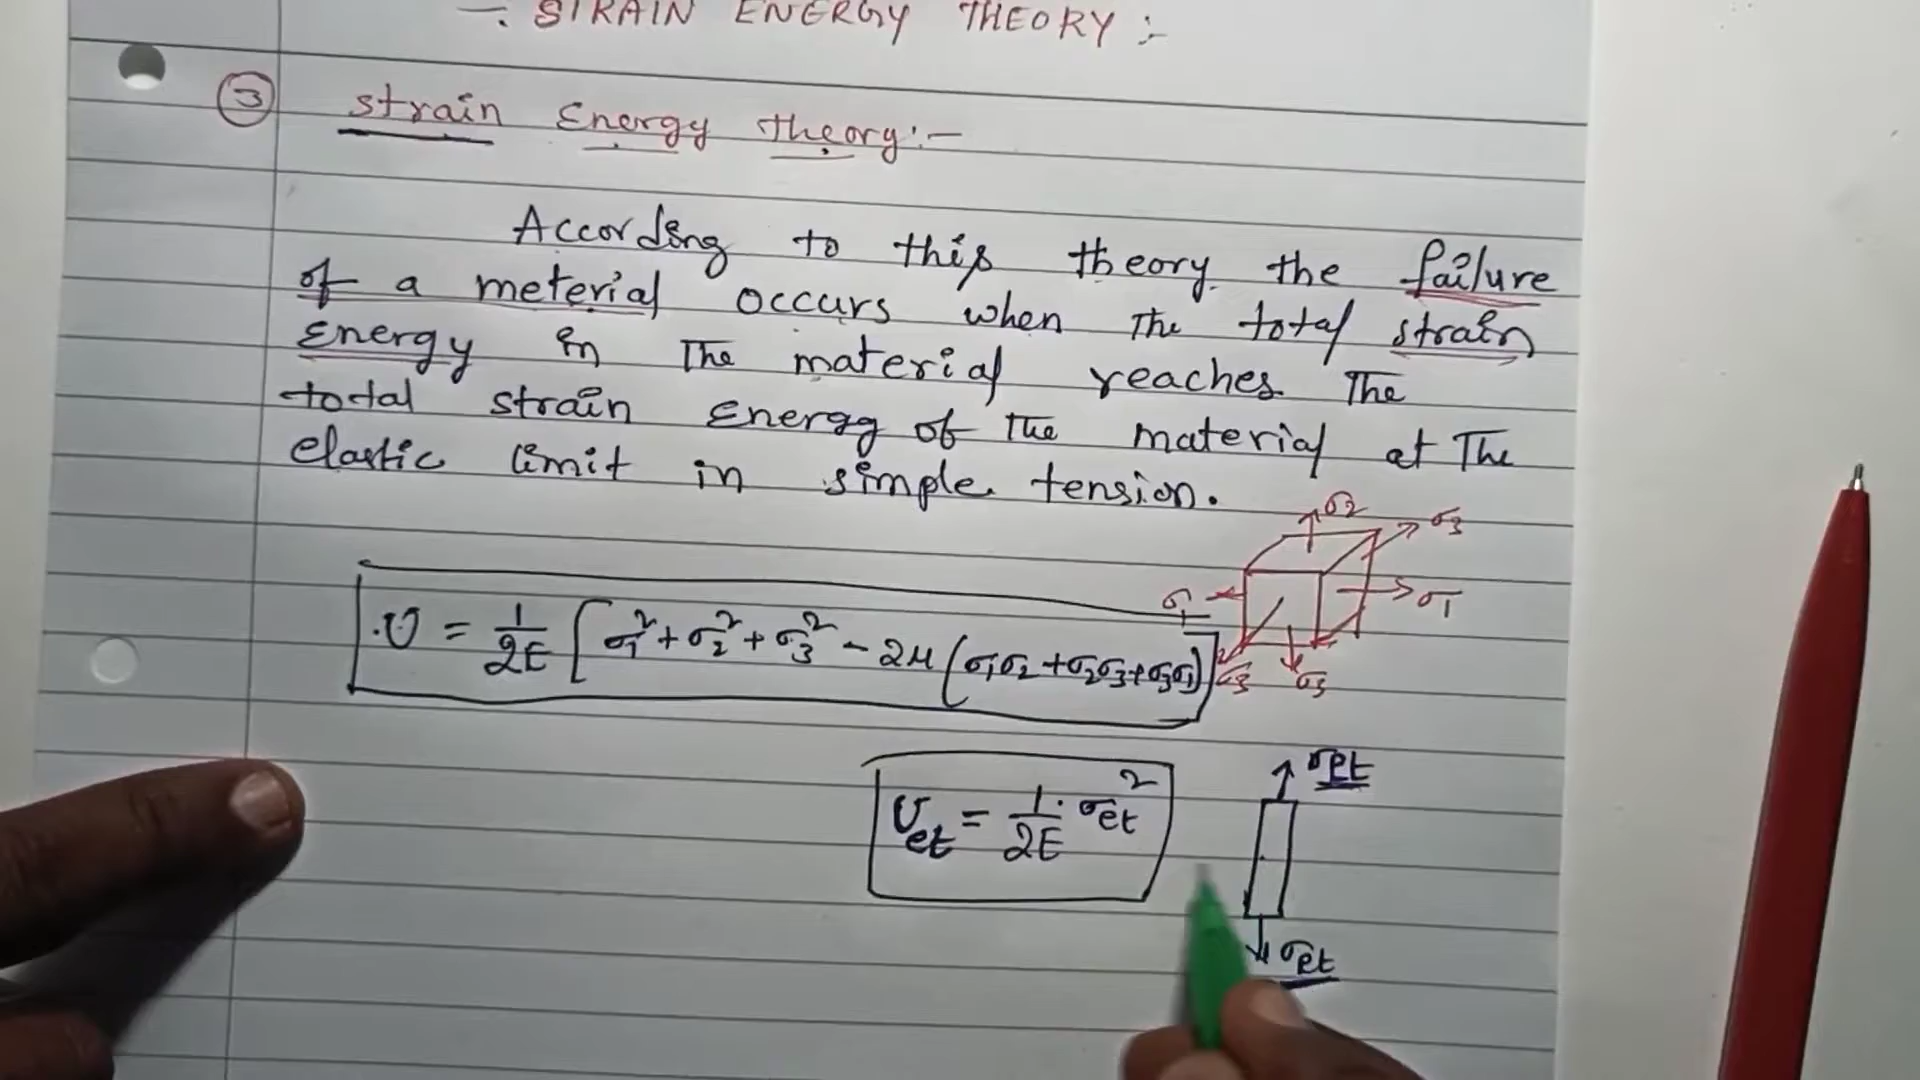 -: STRAIN ENERGY THEORY :-
③ strain Energy theory:-
According to this theory the failure
of a meterial occurs when The total strain
Energy in The material reaches The
total strain Energy of The material at The
elastic limit in simple tension.
σ2
σ3
σ1
σ1
U = 1/2E [σ1² + σ2² + σ3² - 2μ (σ1σ2 + σ2σ3 + σ3σ1)]
σ3
σ3
Uet = 1/2E . σet²
σet
σet